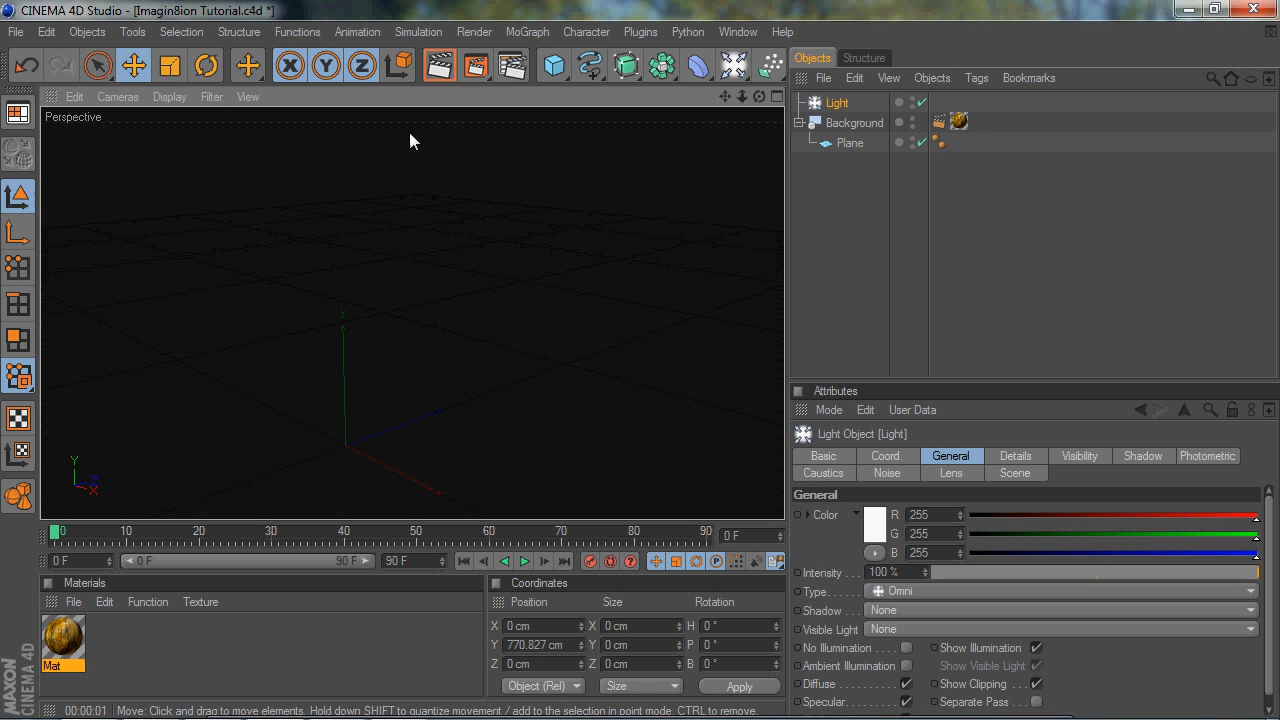 CINEMA 4D Studio - [Imagin8ion Tutorial.c4d *]
File Edit Objects Tools Selection Structure Functions Animation Simulation Render MoGraph Character Plugins Python Window Help
Objects Structure
File Edit View Objects Tags Bookmarks
Edit Cameras Display Filter View
Perspective
Light
Background
Plane
Y
Y
Z
X
Attributes
Mode Edit User Data
Light Object [Light]
Basic Coord. General Details Visibility Shadow Photometric
Caustics Noise Lens Scene
General
Color R 255
G 255
B 255
Intensity 100 %
Type Omni
Shadow None
Visible Light None
No Illumination Show Illumination
Ambient Illumination Show Visible Light
Diffuse Show Clipping
Specular Separate Pass
0 10 20 30 40 50 60 70 80 90 0 F
0 F 0 F 90 F 90 F
Materials
File Edit Function Texture
Mat
Coordinates
Position Size Rotation
X 0 cm X 0 cm H 0 °
Y 770.827 cm Y 0 cm P 0 °
Z 0 cm Z 0 cm B 0 °
Object (Rel) Size Apply
MAXON
CINEMA 4D
00:00:01 Move: Click and drag to move elements. Hold down SHIFT to quantize movement / add to the selection in point mode, CTRL to remove.